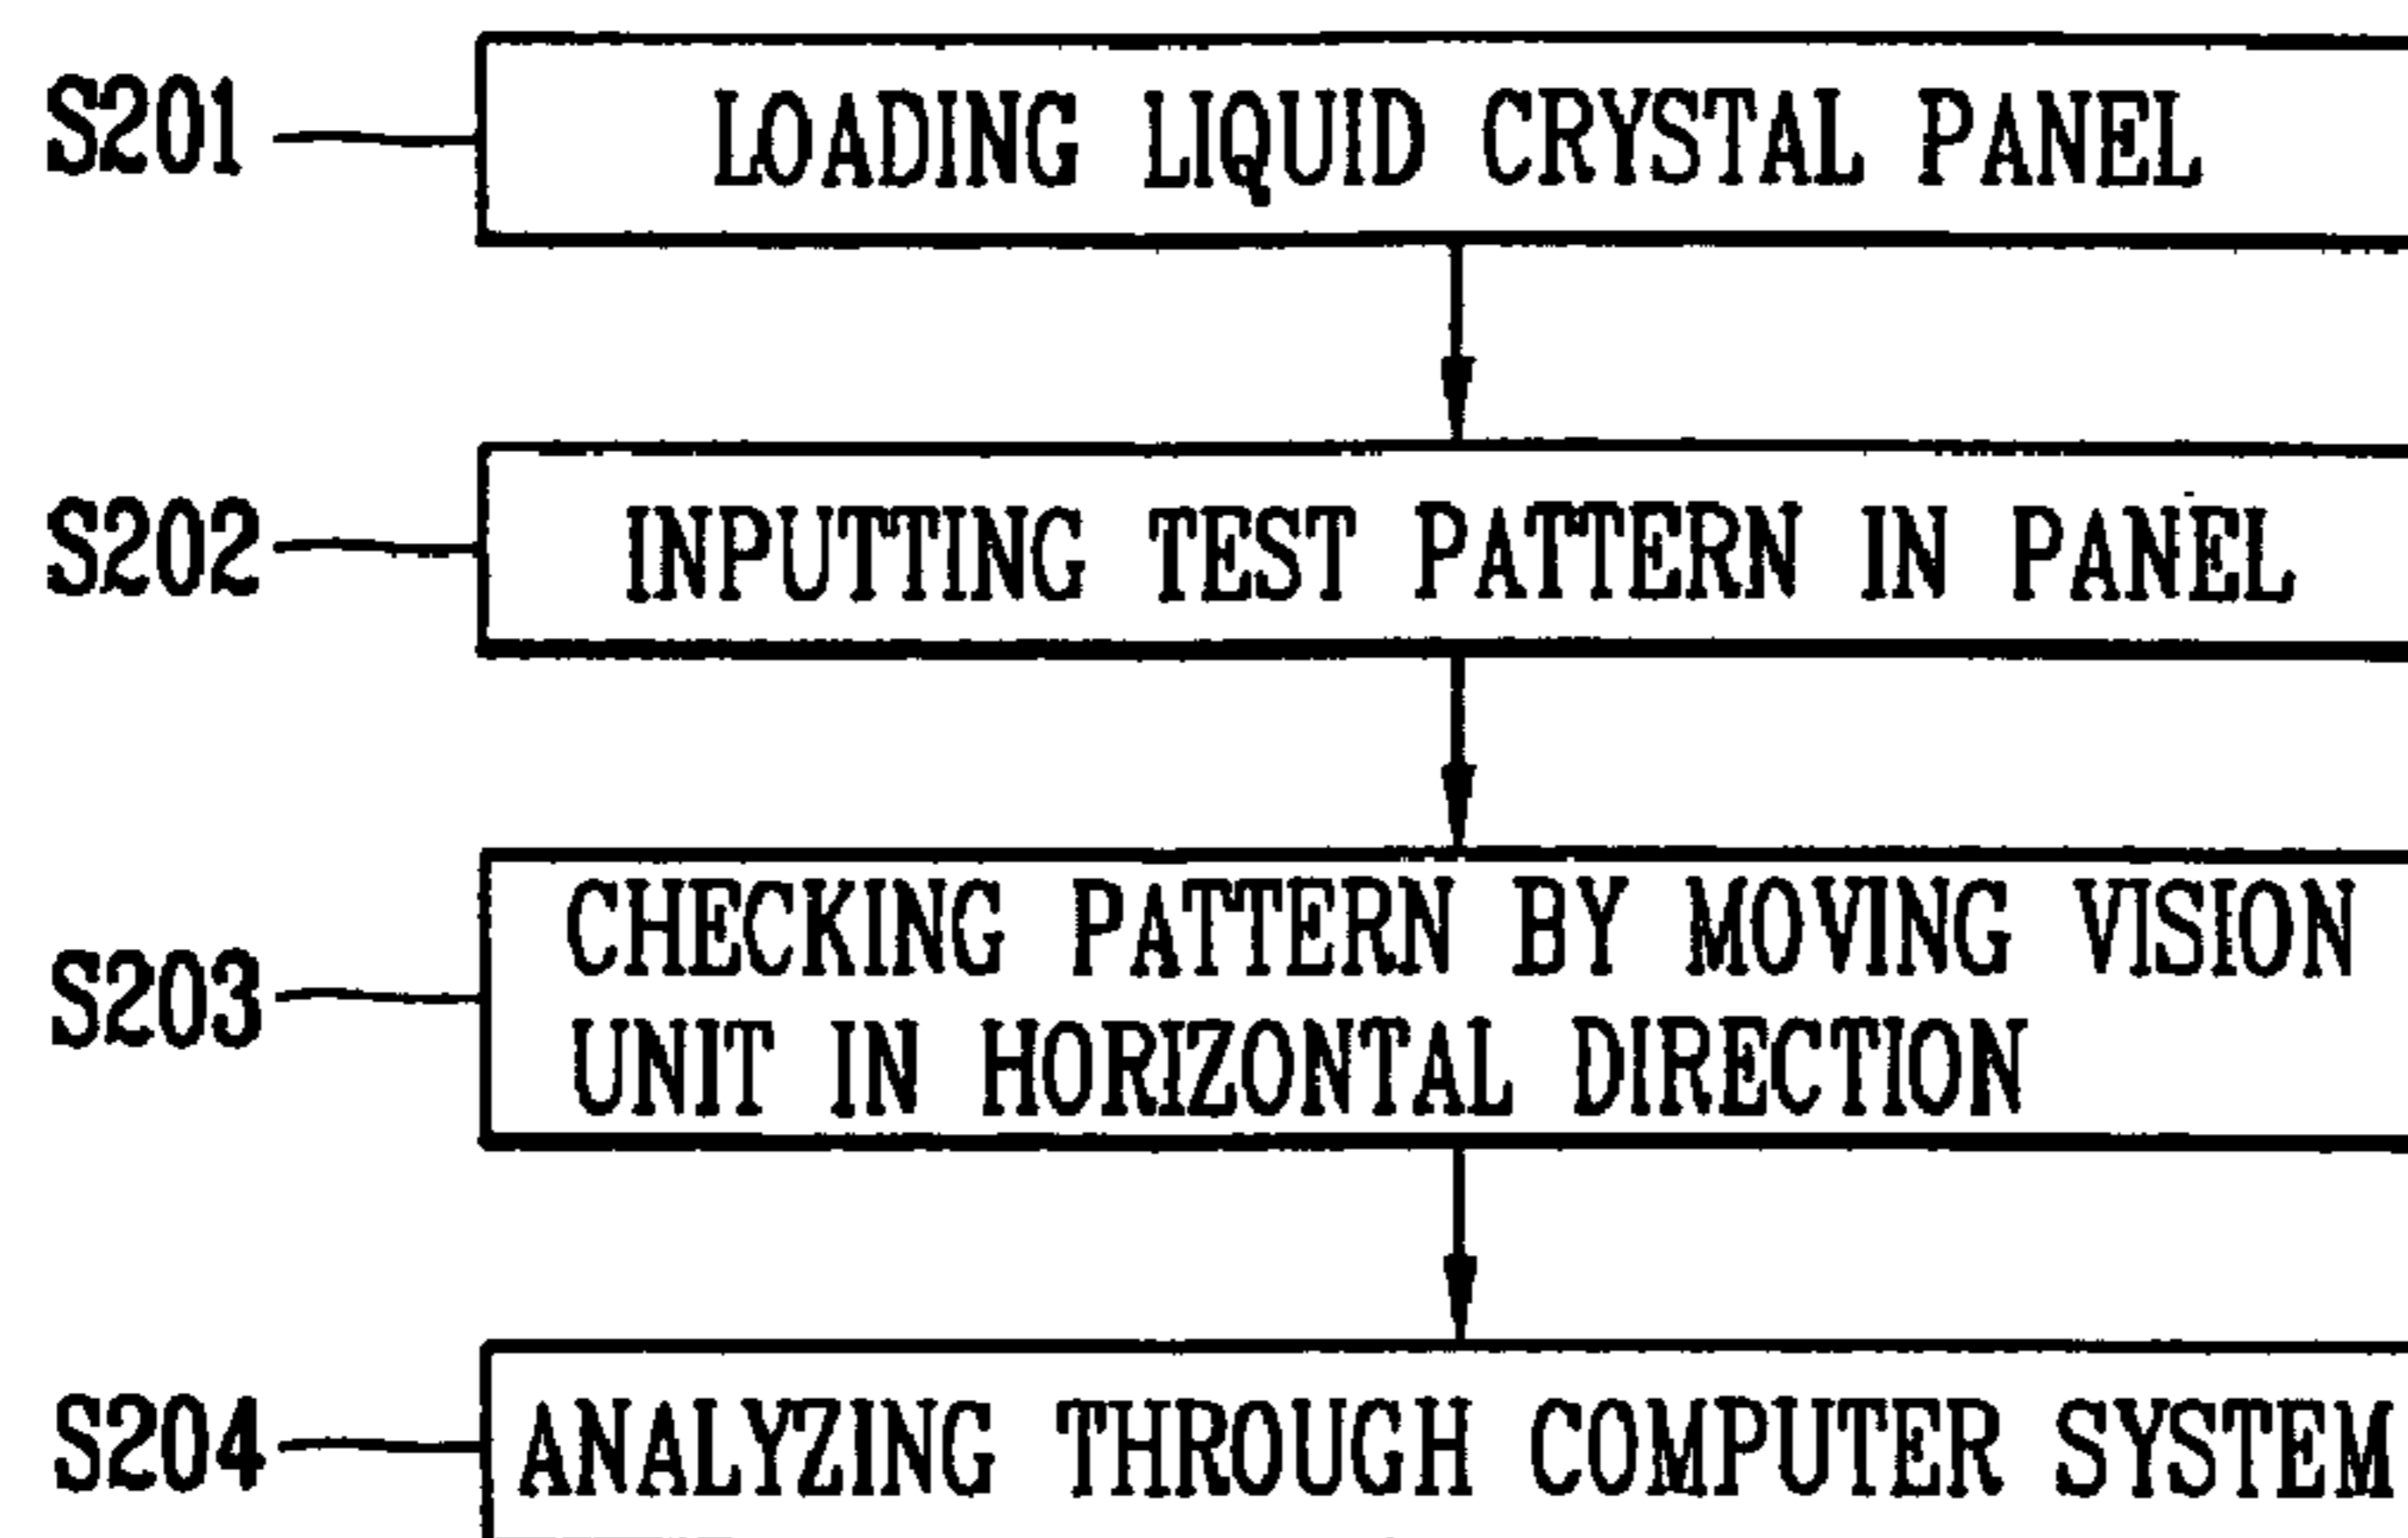 S201 LOADING LIQUID CRYSTAL PANEL
S202 INPUTTING TEST PATTERN IN PANEL
S203 CHECKING PATTERN BY MOVING VISION
UNIT IN HORIZONTAL DIRECTION
S204 ANALYZING THROUGH COMPUTER SYSTEM